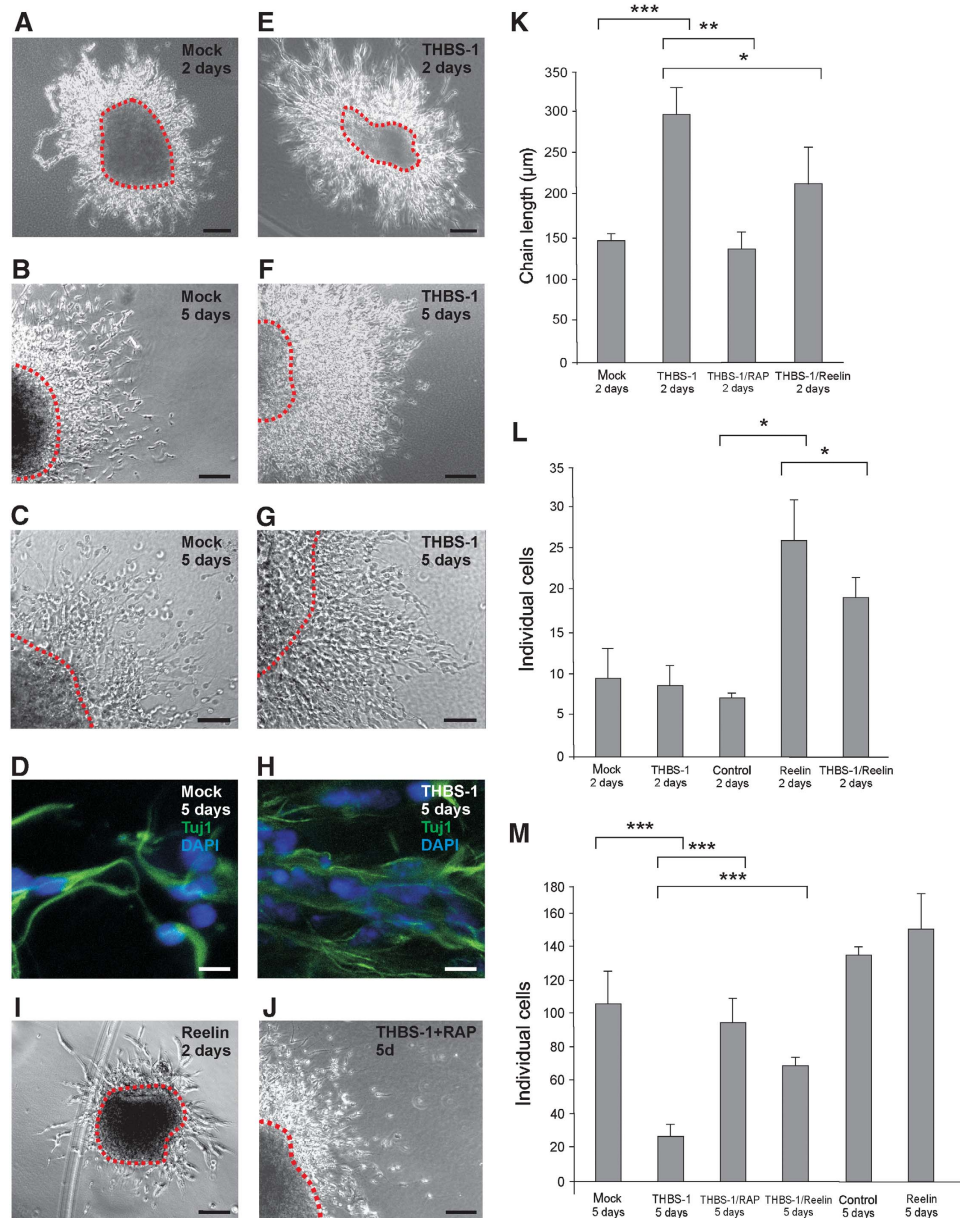 A
Mock
2 days
E
THBS-1
2 days
B
Mock
5 days
F
THBS-1
5 days
C
Mock
5 days
G
THBS-1
5 days
D
Mock
5 days
Tuj1
DAPI
H
THBS-1
5 days
Tuj1
DAPI
I
Reelin
2 days
J
THBS-1+RAP
5d
K
***
**
*
Chain length (µm)
350
300
250
200
150
100
50
0
Mock THBS-1 THBS-1/RAP THBS-1/Reelin
2 days 2 days 2 days 2 days
L
*
*
Individual cells
35
30
25
20
15
10
5
0
Mock THBS-1 Control Reelin THBS-1/Reelin
2 days 2 days 2 days 2 days 2 days
M
***
***
***
Individual cells
180
160
140
120
100
80
60
40
20
0
Mock THBS-1 THBS-1/RAP THBS-1/Reelin Control Reelin
5 days 5 days 5 days 5 days 5 days 5 days